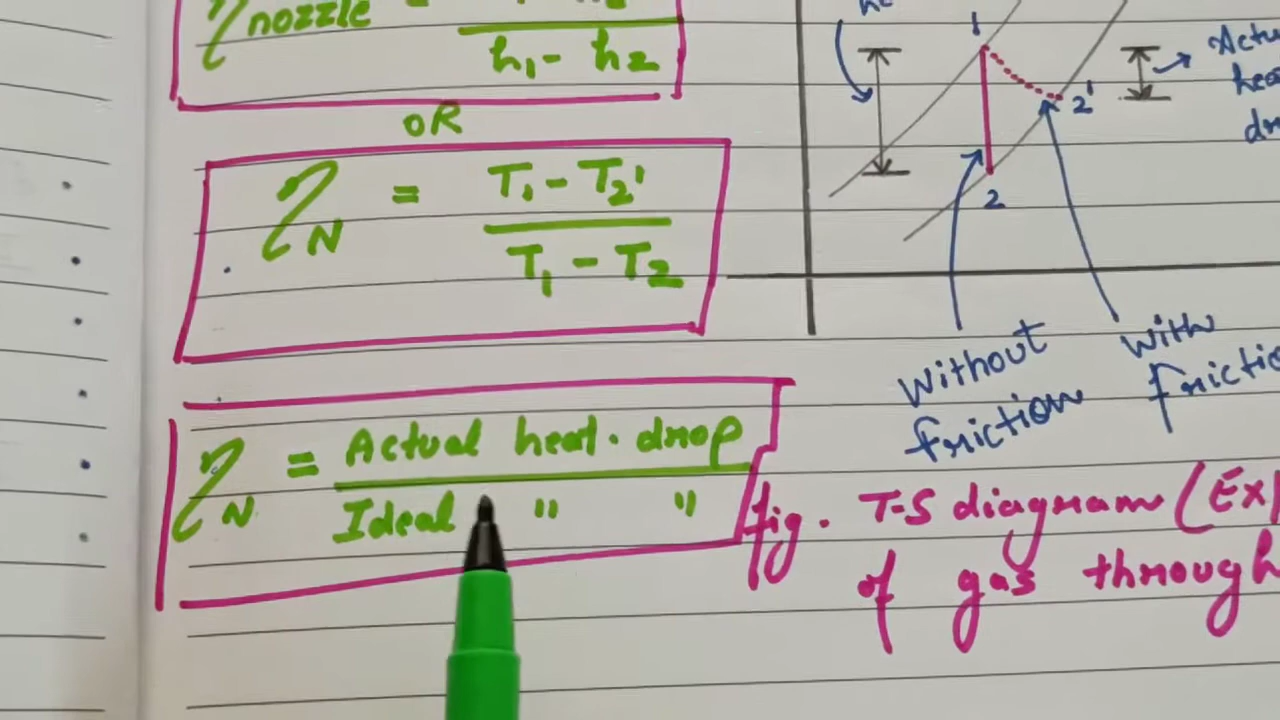 η nozzle =
h1 - h2
OR
ηN = T1 - T2'
T1 - T2
ηN = Actual heat drop
Ideal " "
1
2'
2
Without
friction
With
fig. T-S diagram (
of gas through